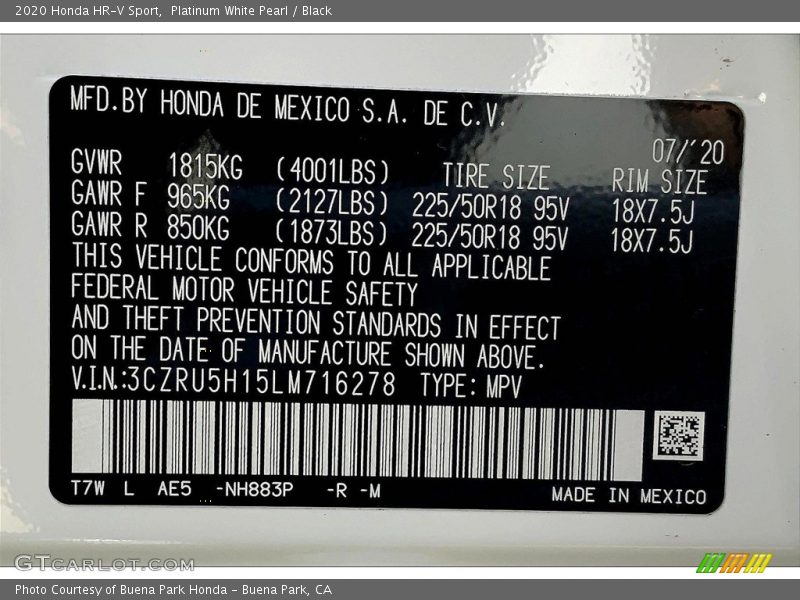 2020 Honda HR-V Sport,  Platinum White Pearl / Black
MFD.BY HONDA DE MEXICO S.A. DE C.V.
07/'20
GVWR 1815KG (4001LBS) TIRE SIZE RIM SIZE
GAWR F 965KG (2127LBS) 225/50R18 95V 18X7.5J
GAWR R 850KG (1873LBS) 225/50R18 95V 18X7.5J
THIS VEHICLE CONFORMS TO ALL APPLICABLE
FEDERAL MOTOR VEHICLE SAFETY
AND THEFT PREVENTION STANDARDS IN EFFECT
ON THE DATE OF MANUFACTURE SHOWN ABOVE.
V.I.N.:3CZRU5H15LM716278 TYPE: MPV
T7W L AE5 -NH883P -R -M MADE IN MEXICO
GTCARLOT.COM
Photo Courtesy of Buena Park Honda - Buena Park, CA